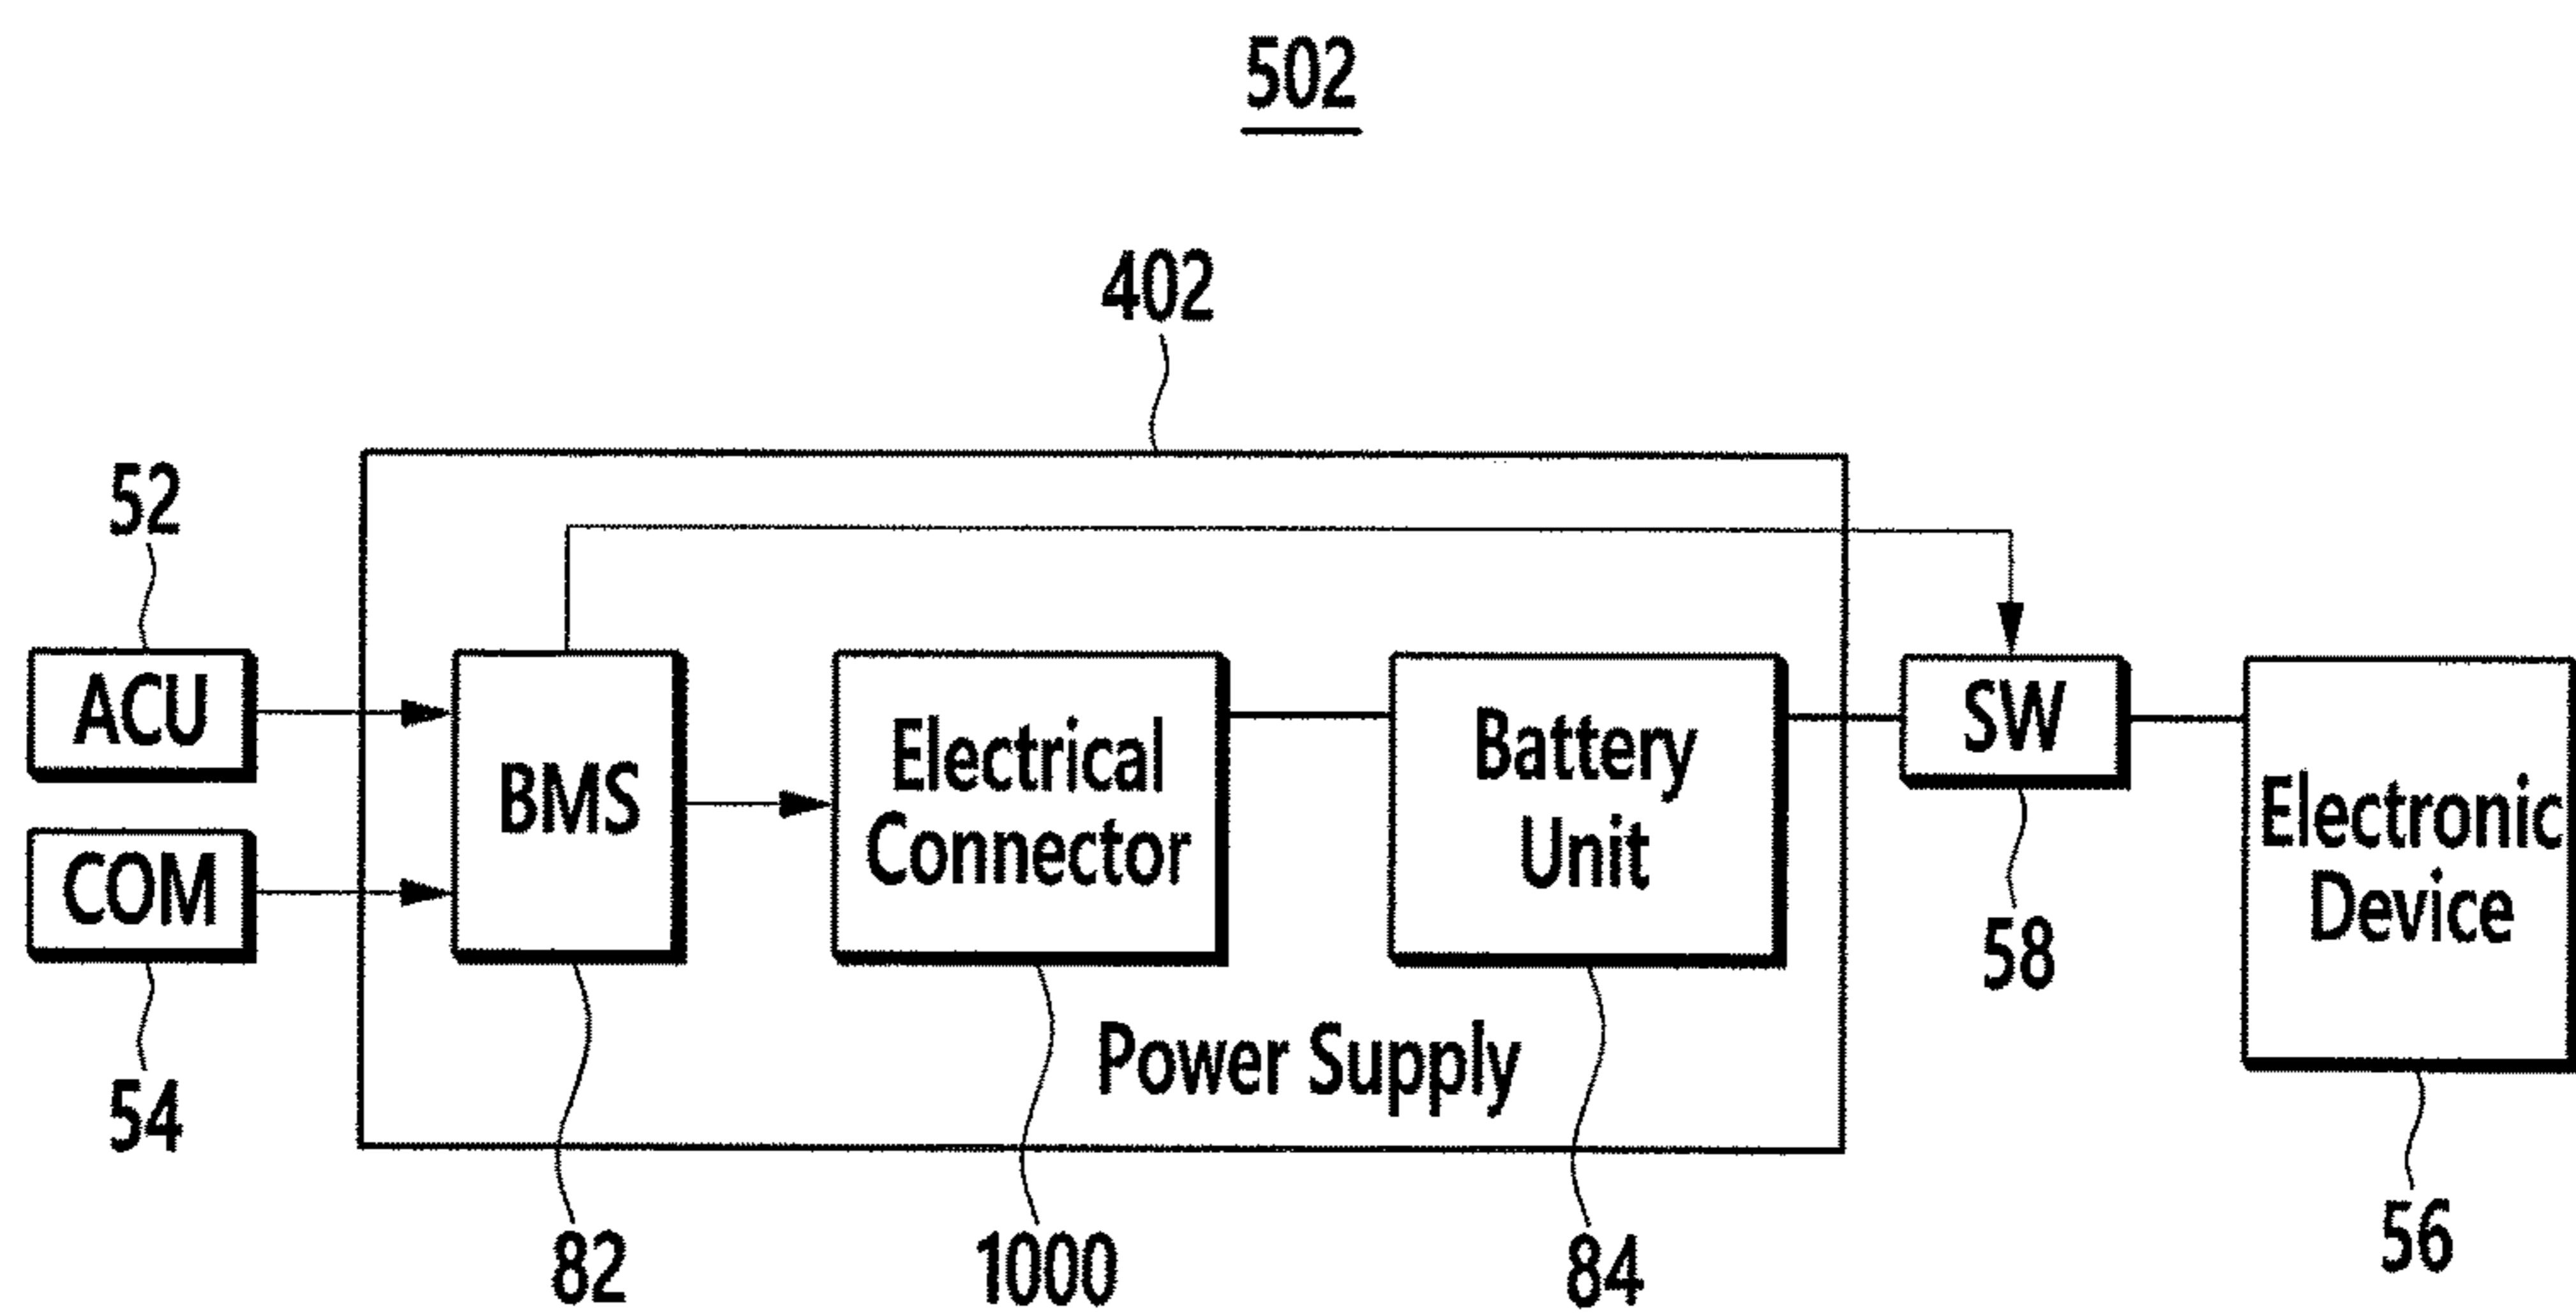 502
402
52
ACU
COM
54
BMS
Electrical
Connector
Battery
Unit
SW
58
Electronic
Device
Power Supply
82
1000
84
56